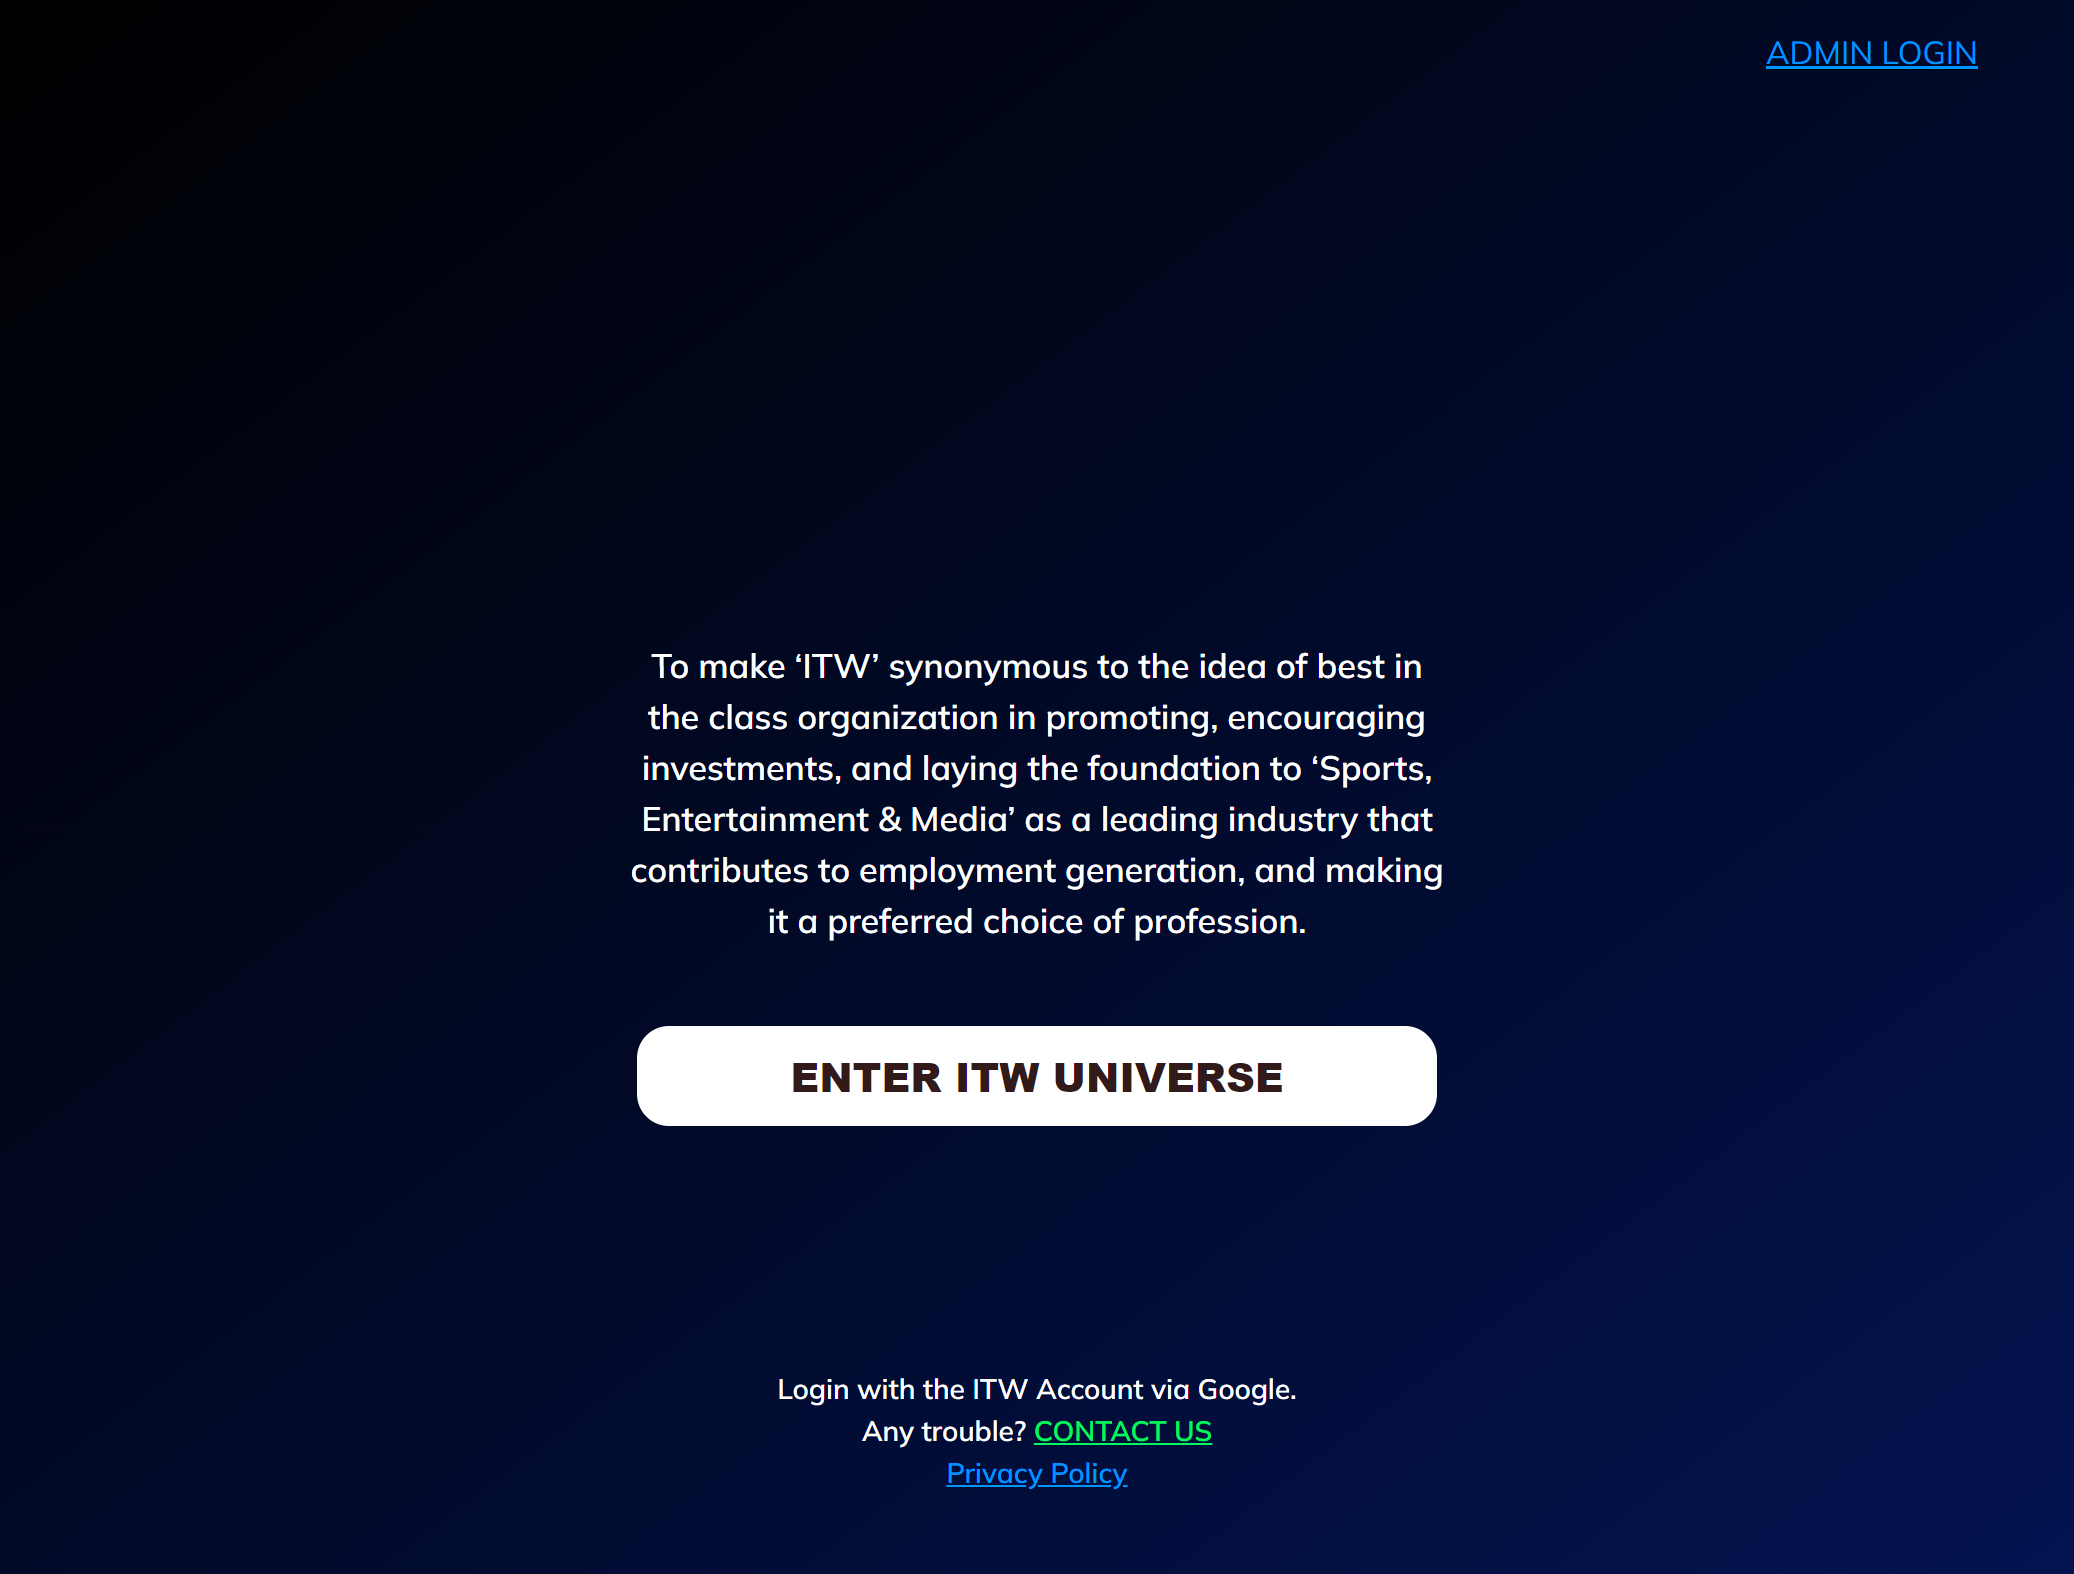 ADMIN LOGIN
To make ‘ITW’ synonymous to the idea of best in
the class organization in promoting, encouraging
investments, and laying the foundation to ‘Sports,
Entertainment & Media’ as a leading industry that
contributes to employment generation, and making
it a preferred choice of profession.
ENTER ITW UNIVERSE
Login with the ITW Account via Google.
Any trouble? CONTACT US
Privacy Policy